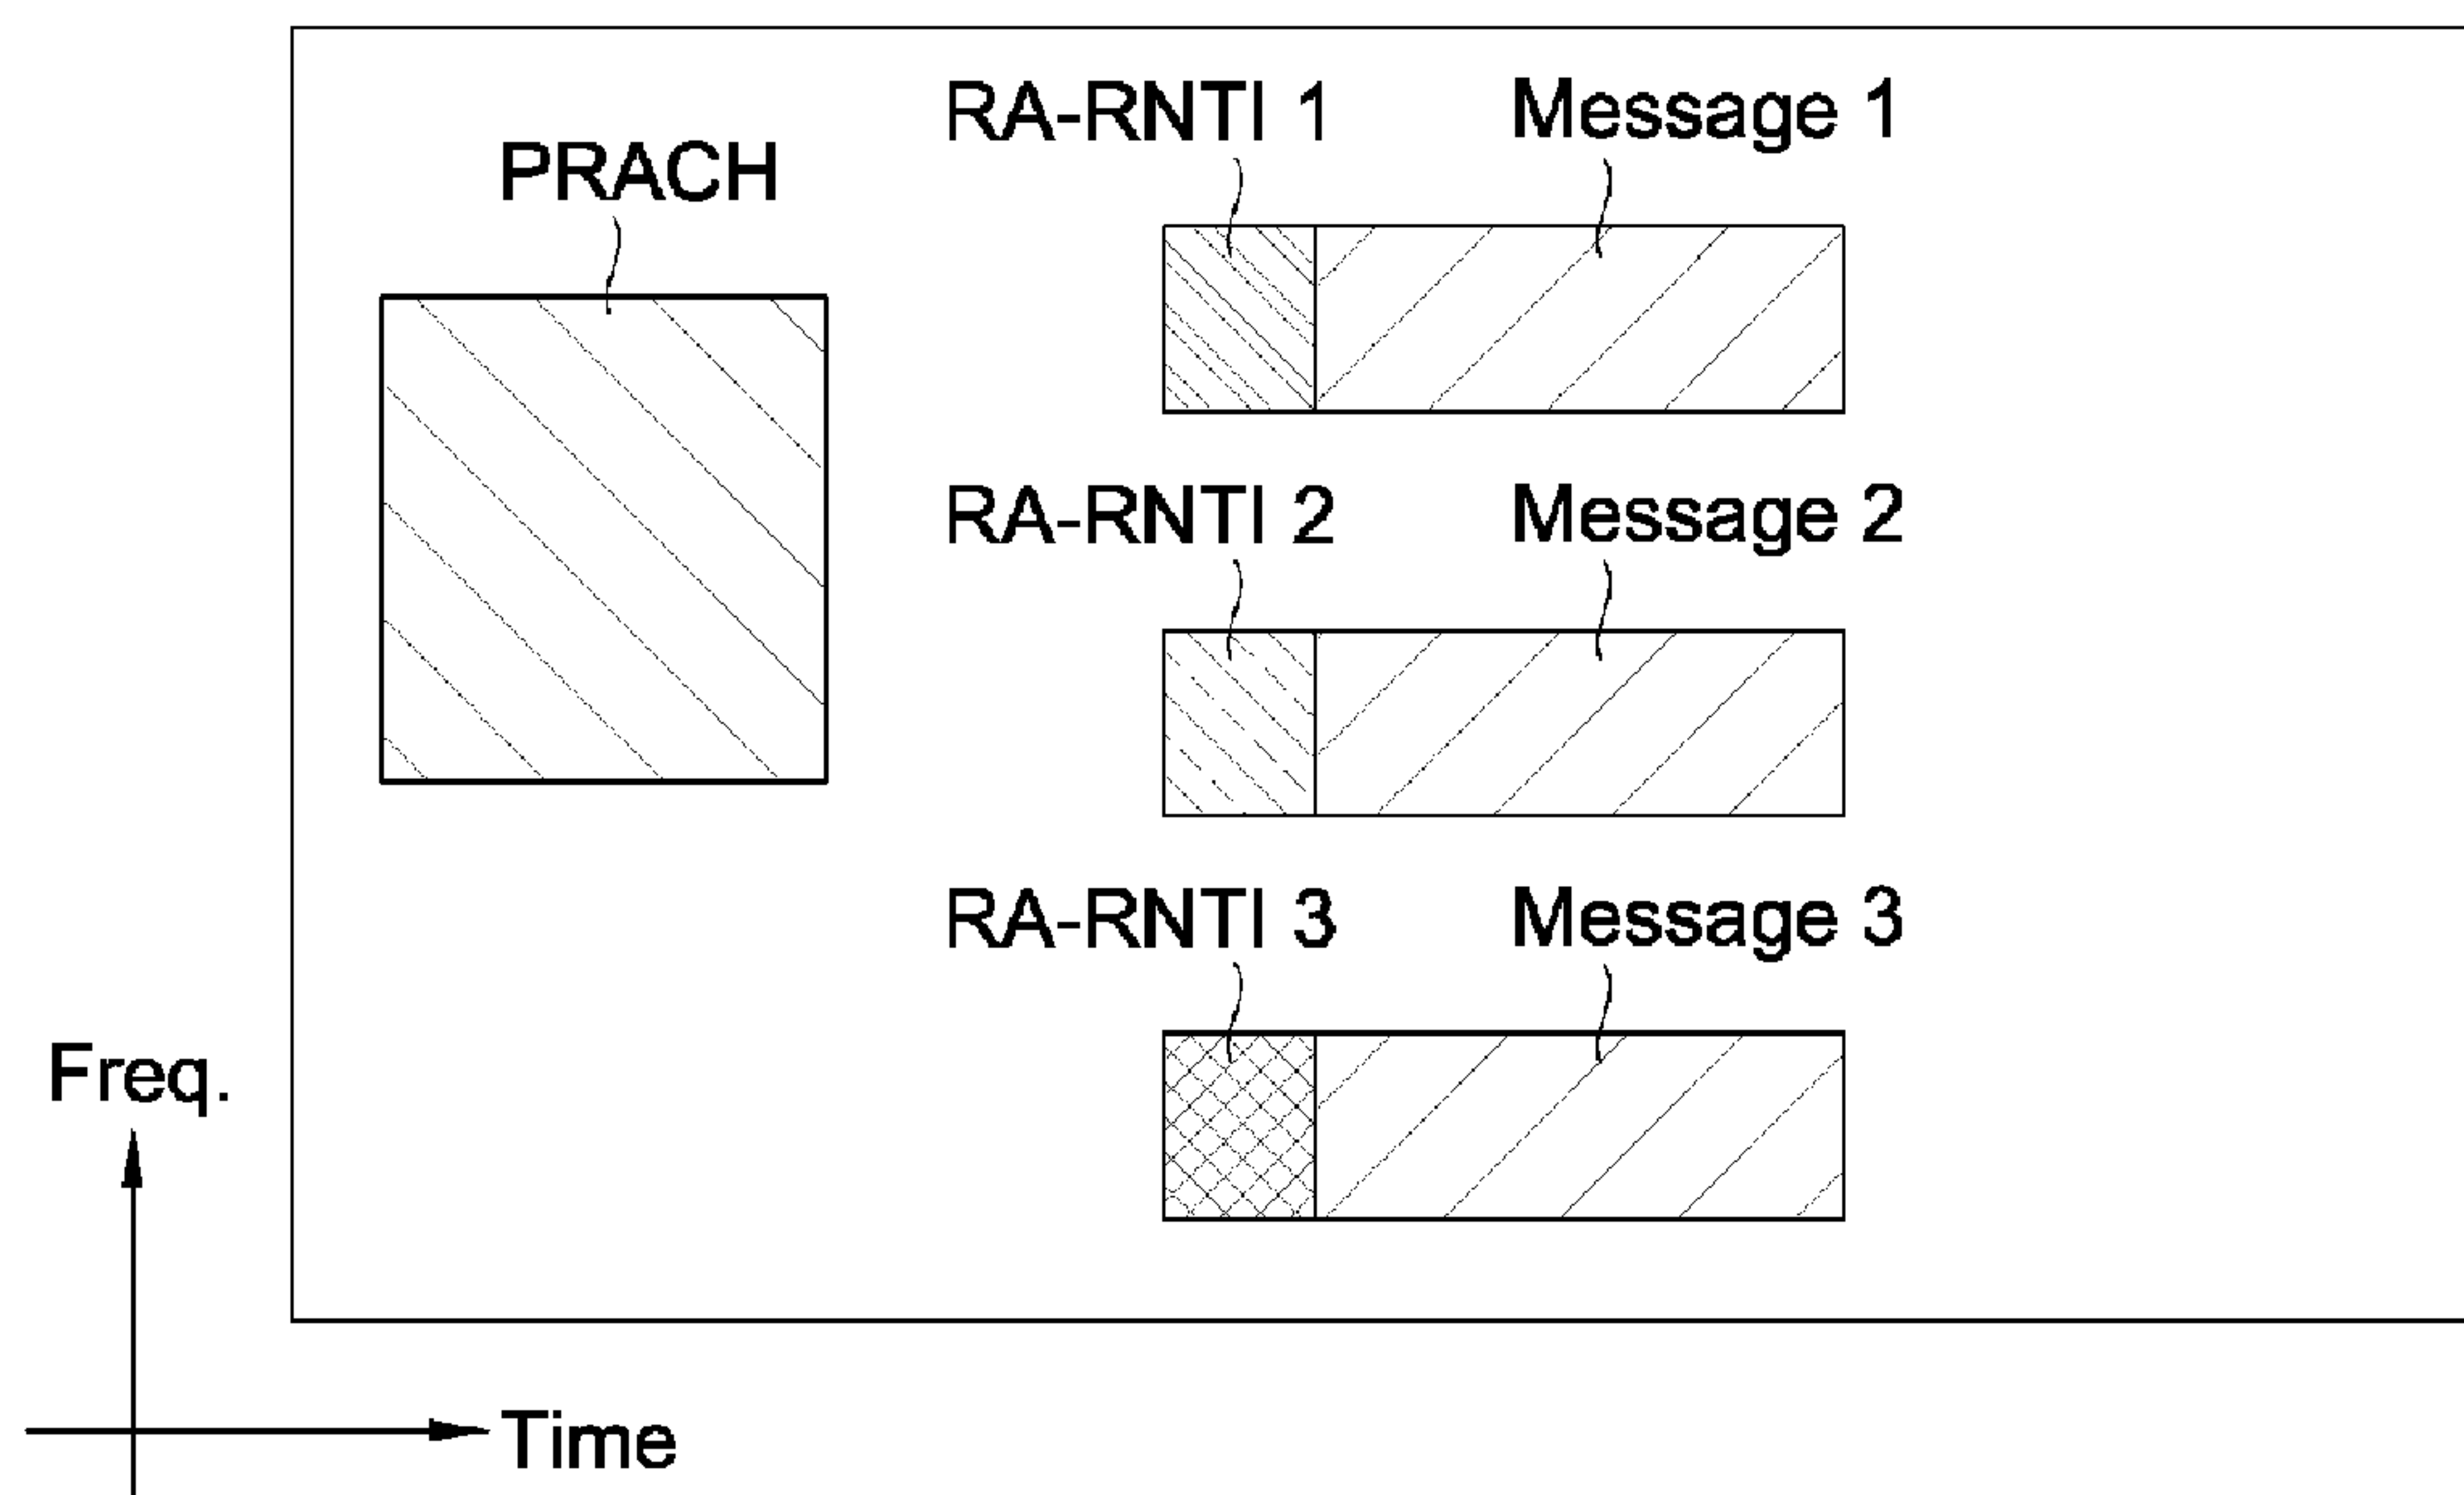 RA-RNTI 1
Message 1
PRACH
RA-RNTI 2
Message 2
RA-RNTI 3
Message 3
Freq.
Time